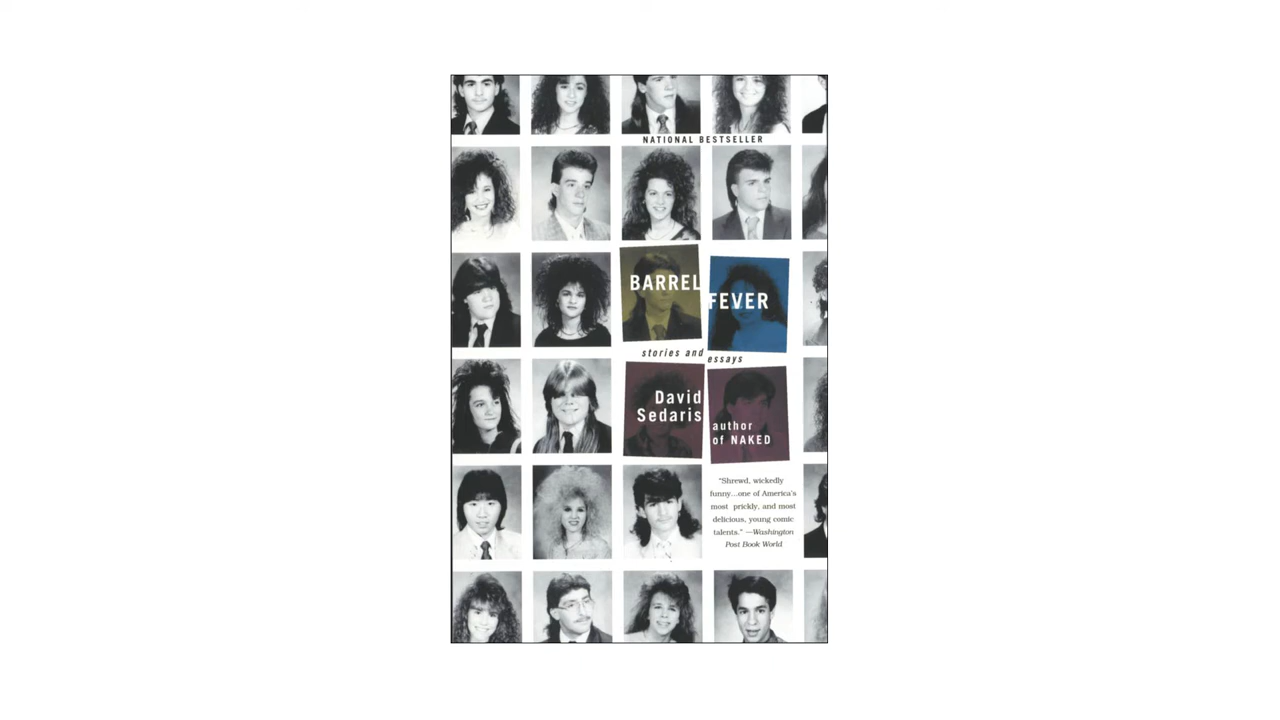 NATIONAL BESTSELLER
BARREL
FEVER
stories and essays
David
Sedaris
author
of NAKED
“Shrewd, wickedly
funny...one of America's
most prickly, and most
delicious, young comic
talents.” —Washington
Post Book World